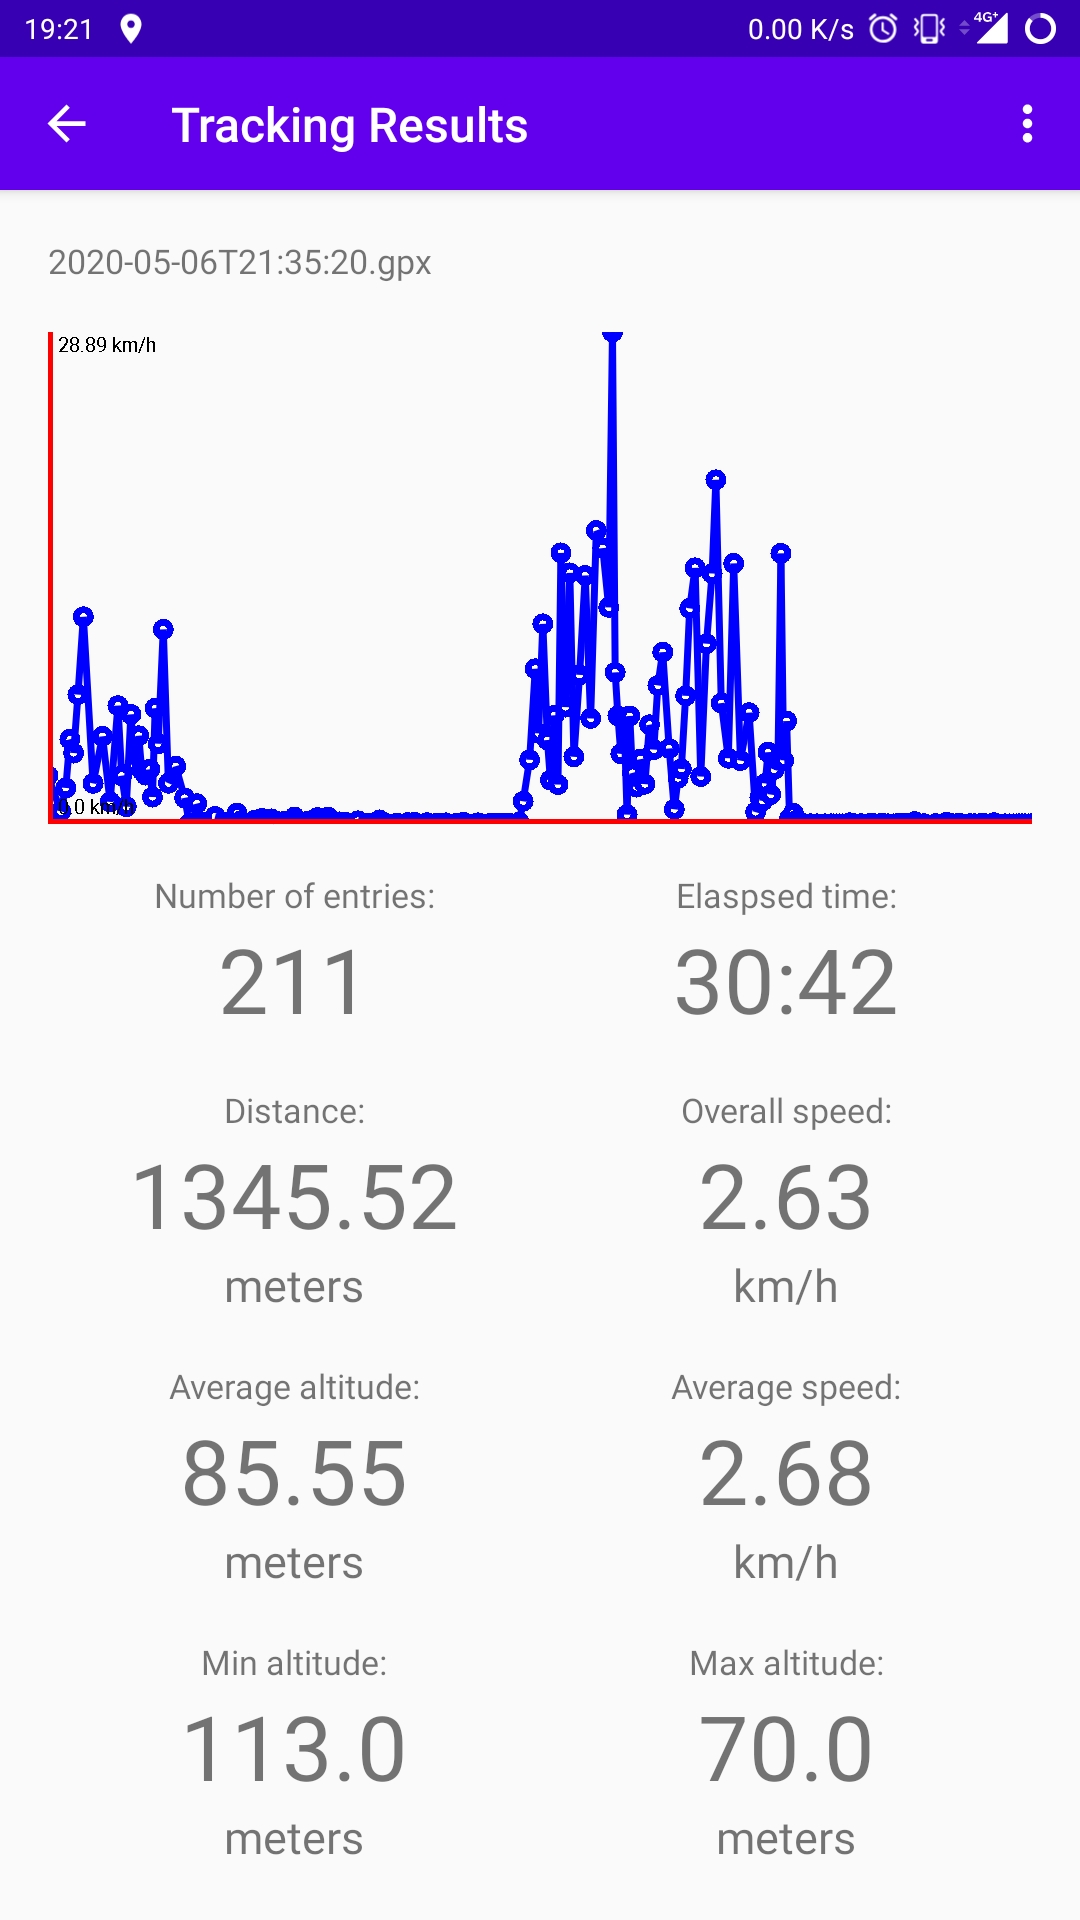 19:21
0.00 K/s
4G+
Tracking Results
2020-05-06T21:35:20.gpx
28.89 km/h
0.0 km/h
Number of entries:
Elaspsed time:
211
30:42
Distance:
Overall speed:
1345.52
2.63
meters
km/h
Average altitude:
Average speed:
85.55
2.68
meters
km/h
Min altitude:
Max altitude:
113.0
70.0
meters
meters